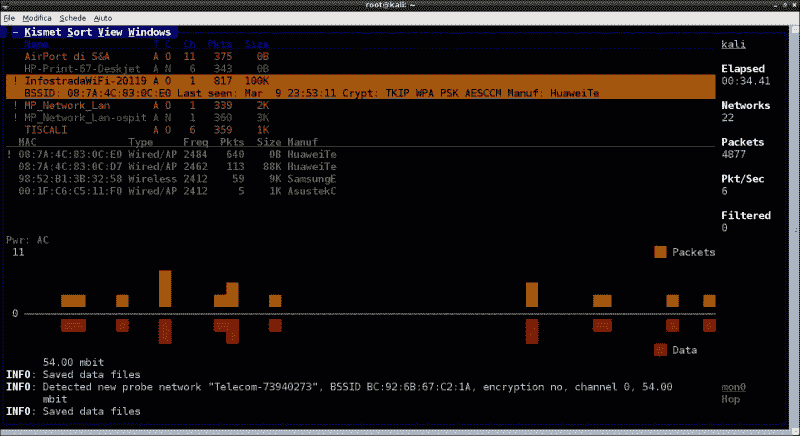 root@kali: ~
File Modifica Schede Aiuto
~ Kismet Sort View Windows
Name T C Ch Pkts Size
kali
AirPort di S&A A O 11 375 0B
HP-Print-67-Deskjet A N 6 343 0B
Elapsed
! InfostradaWiFi-20119 A O 1 817 100K
00:34.41
BSSID: 08:7A:4C:83:0C:E0 Last seen: Mar 9 23:53:11 Crypt: TKIP WPA PSK AESCCM Manuf: HuaweiTe
! MP_Network_Lan A O 1 339 2K
Networks
! MP_Network_Lan-ospit A N 1 360 3K
22
TISCALI A O 6 359 1K
MAC Type Freq Pkts Size Manuf
Packets
! 08:7A:4C:83:0C:E0 Wired/AP 2484 640 0B HuaweiTe
4877
08:7A:4C:83:0C:D7 Wired/AP 2462 113 88K HuaweiTe
98:52:B1:3B:32:58 Wireless 2412 59 9K SamsungE
Pkt/Sec
00:1F:C6:C5:11:F0 Wired/AP 2412 5 1K AsustekC
6
Filtered
0
Pwr: AC
11
Packets
0
Data
54.00 mbit
INFO: Saved data files
INFO: Detected new probe network "Telecom-73940273", BSSID BC:92:6B:67:C2:1A, encryption no, channel 0, 54.00
mon0
mbit
Hop
INFO: Saved data files